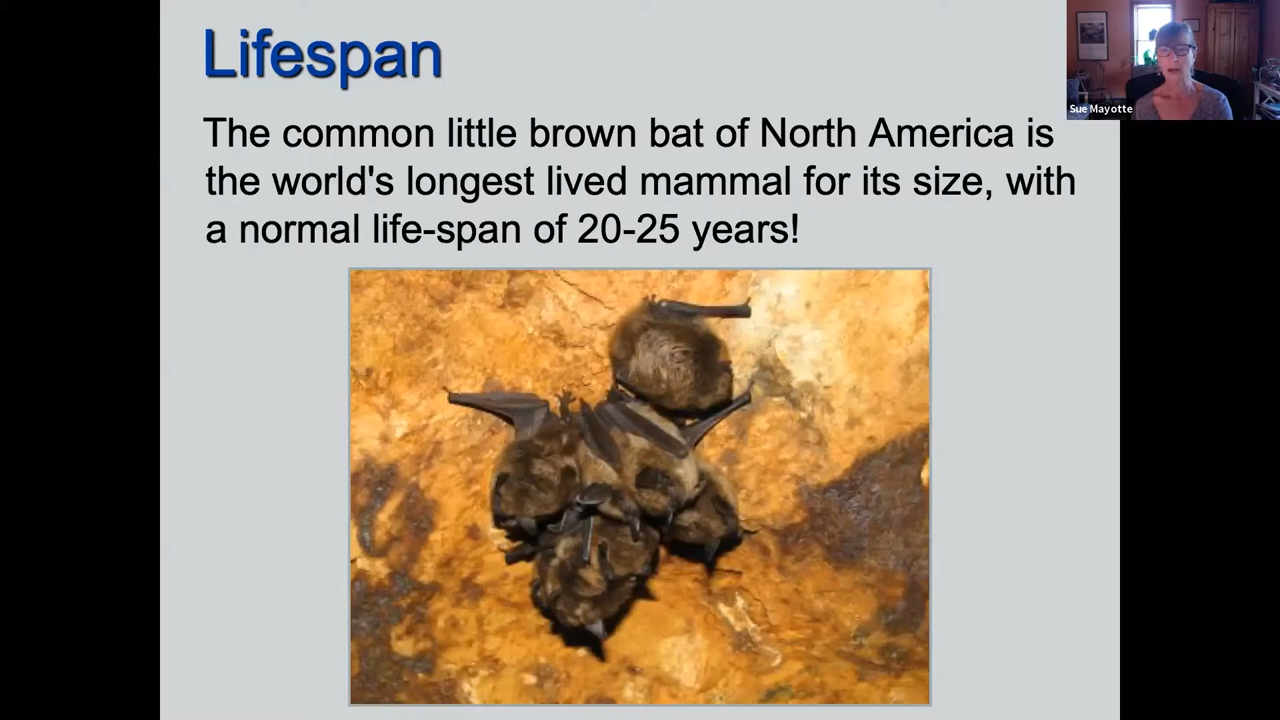 Lifespan
The common little brown bat of North America is
the world's longest lived mammal for its size, with
a normal life-span of 20-25 years!
Sue Mayotte